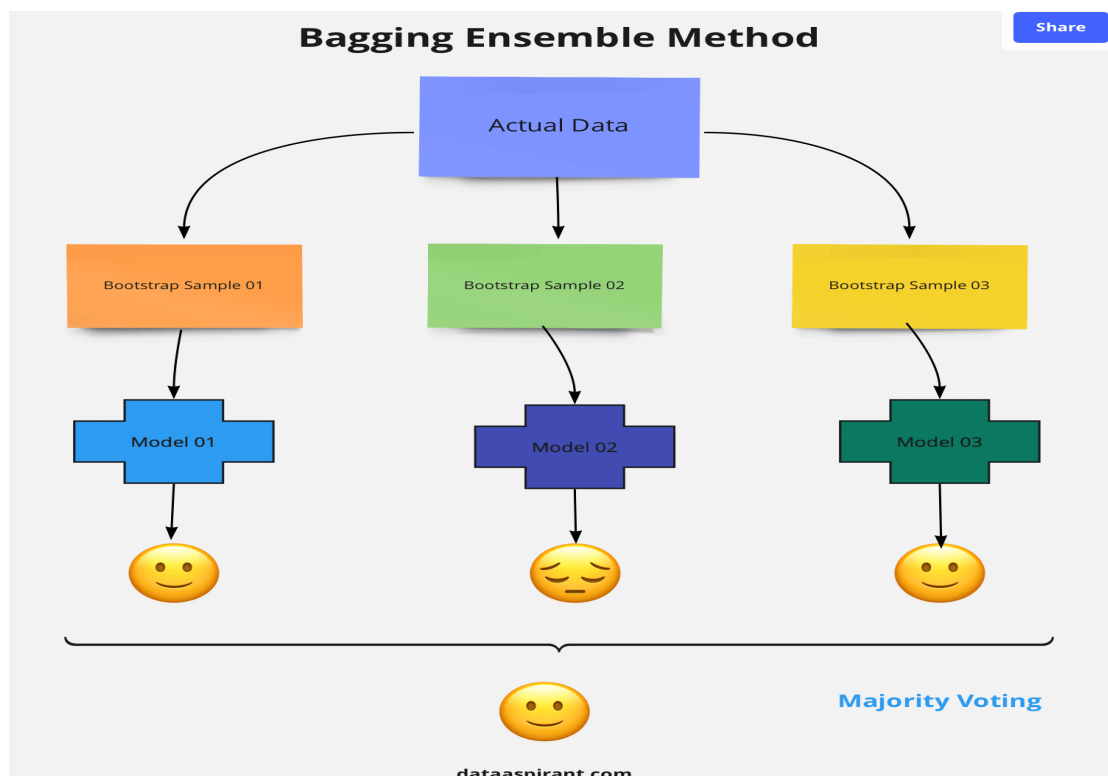 Bagging Ensemble Method
Share
Actual Data
Bootstrap Sample 01
Bootstrap Sample 02
Bootstrap Sample 03
Model 01
Model 02
Model 03
Majority Voting
dataaspirant.com